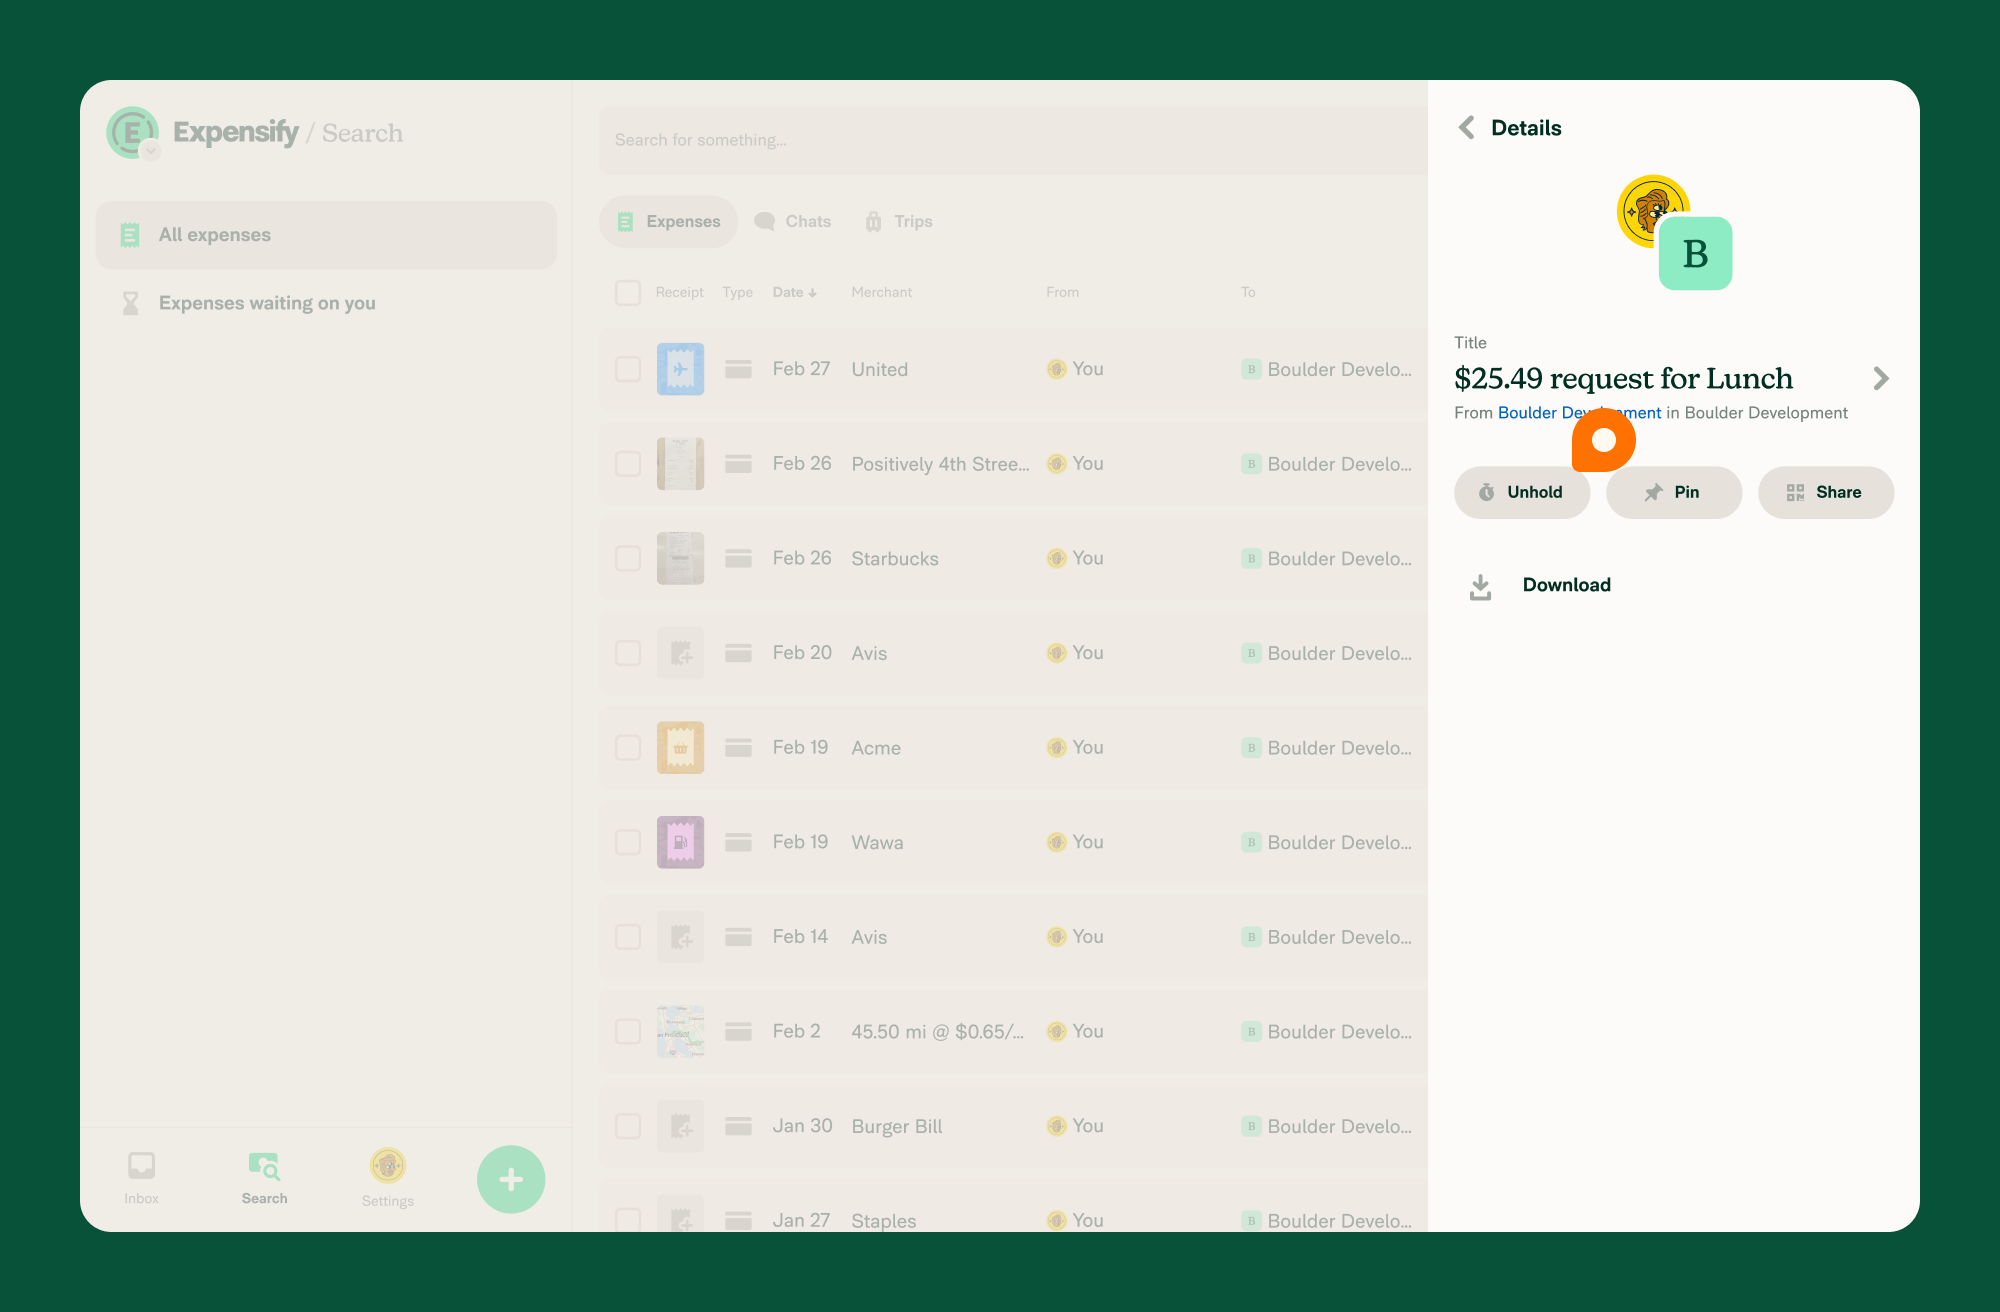 Expensify / Search
All expenses
Expenses waiting on you
Inbox
Search
Settings
Search for something...
Expenses
Chats
Trips
Receipt Type Date Merchant From To
Feb 27 United You B Boulder Develo...
Feb 26 Positively 4th Stree... You B Boulder Develo...
Feb 26 Starbucks You B Boulder Develo...
Feb 20 Avis You B Boulder Develo...
Feb 19 Acme You B Boulder Develo...
Feb 19 Wawa You B Boulder Develo...
Feb 14 Avis You B Boulder Develo...
Feb 2 45.50 mi @ $0.65/... You B Boulder Develo...
Jan 30 Burger Bill You B Boulder Develo...
Jan 27 Staples You B Boulder Develo...
Details
B
Title
$25.49 request for Lunch
From Boulder in Boulder Development
Unhold
Pin
Share
Download